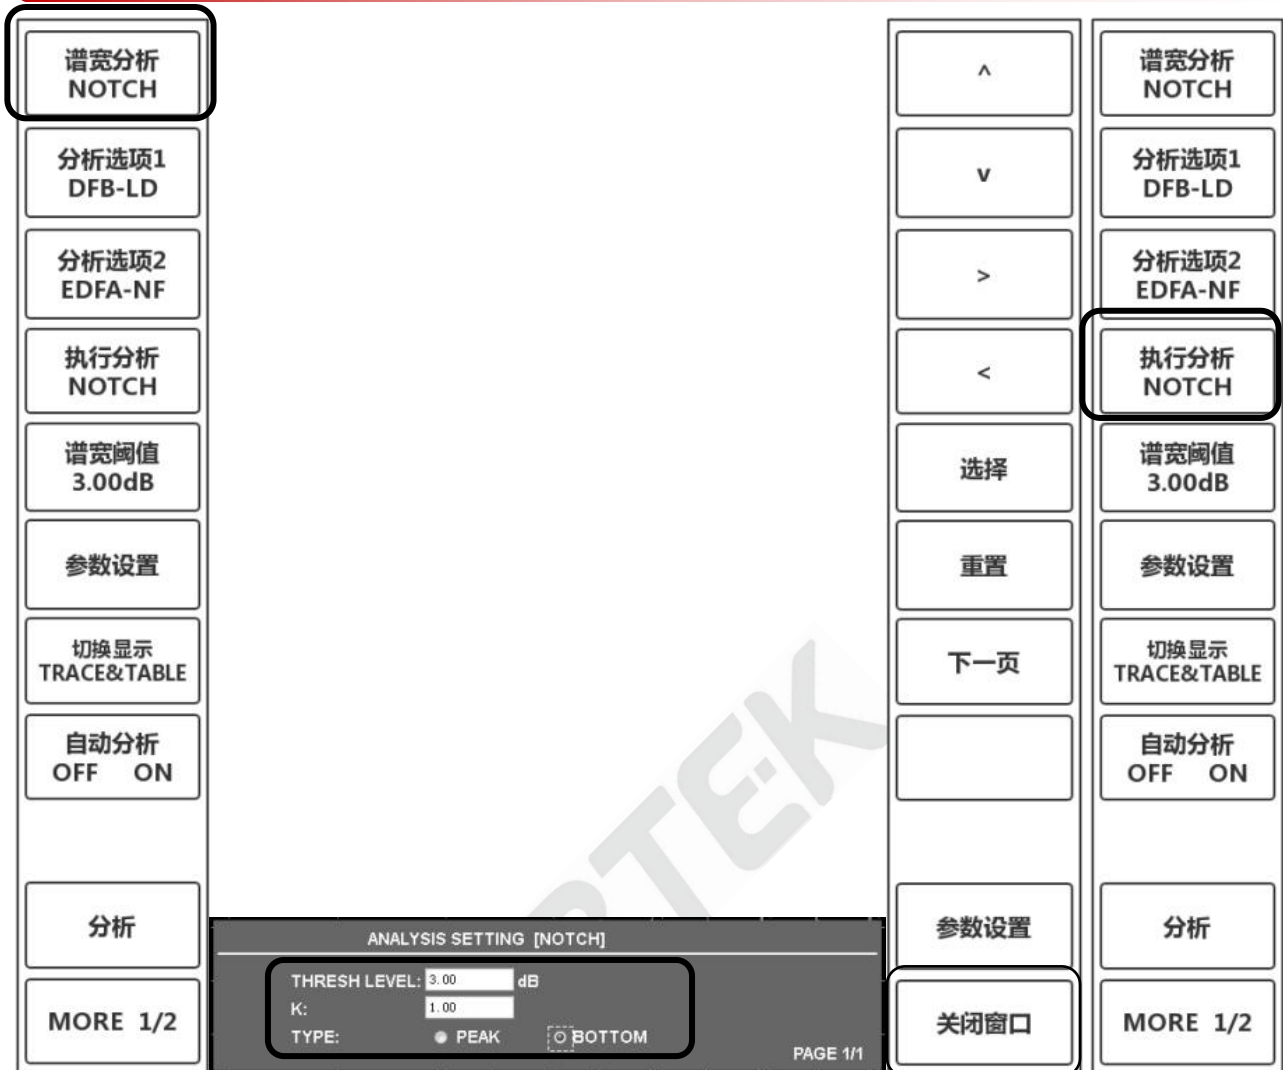 谱宽分析
NOTCH
分析选项1
DFB-LD
分析选项2
EDFA-NF
执行分析
NOTCH
谱宽阈值
3.00dB
参数设置
切换显示
TRACE&TABLE
自动分析
OFF ON
分析
MORE 1/2
ANALYSIS SETTING [NOTCH]
THRESH LEVEL: 3.00 dB
K: 1.00
TYPE: PEAK BOTTOM
PAGE 1/1
^
v
>
<
选择
重置
下一页
参数设置
关闭窗口
谱宽分析
NOTCH
分析选项1
DFB-LD
分析选项2
EDFA-NF
执行分析
NOTCH
谱宽阈值
3.00dB
参数设置
切换显示
TRACE&TABLE
自动分析
OFF ON
分析
MORE 1/2